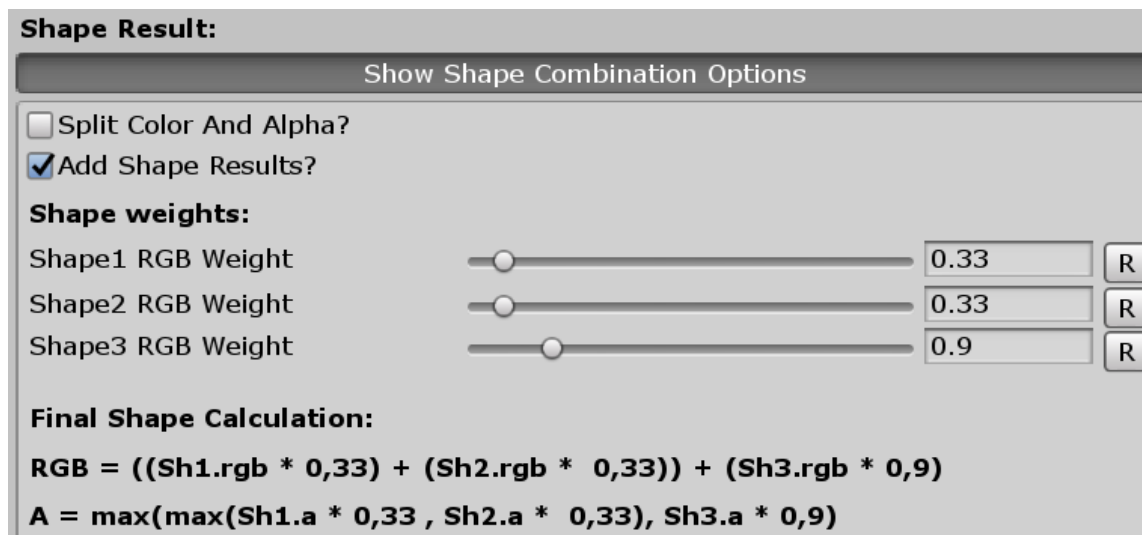 Shape Result:
Show Shape Combination Options
Split Color And Alpha?
Add Shape Results?
Shape weights:
Shape1 RGB Weight 0.33 R
Shape2 RGB Weight 0.33 R
Shape3 RGB Weight 0.9 R
Final Shape Calculation:
RGB = ((Sh1.rgb * 0,33) + (Sh2.rgb *  0,33)) + (Sh3.rgb * 0,9)
A = max(max(Sh1.a * 0,33 , Sh2.a *  0,33), Sh3.a * 0,9)